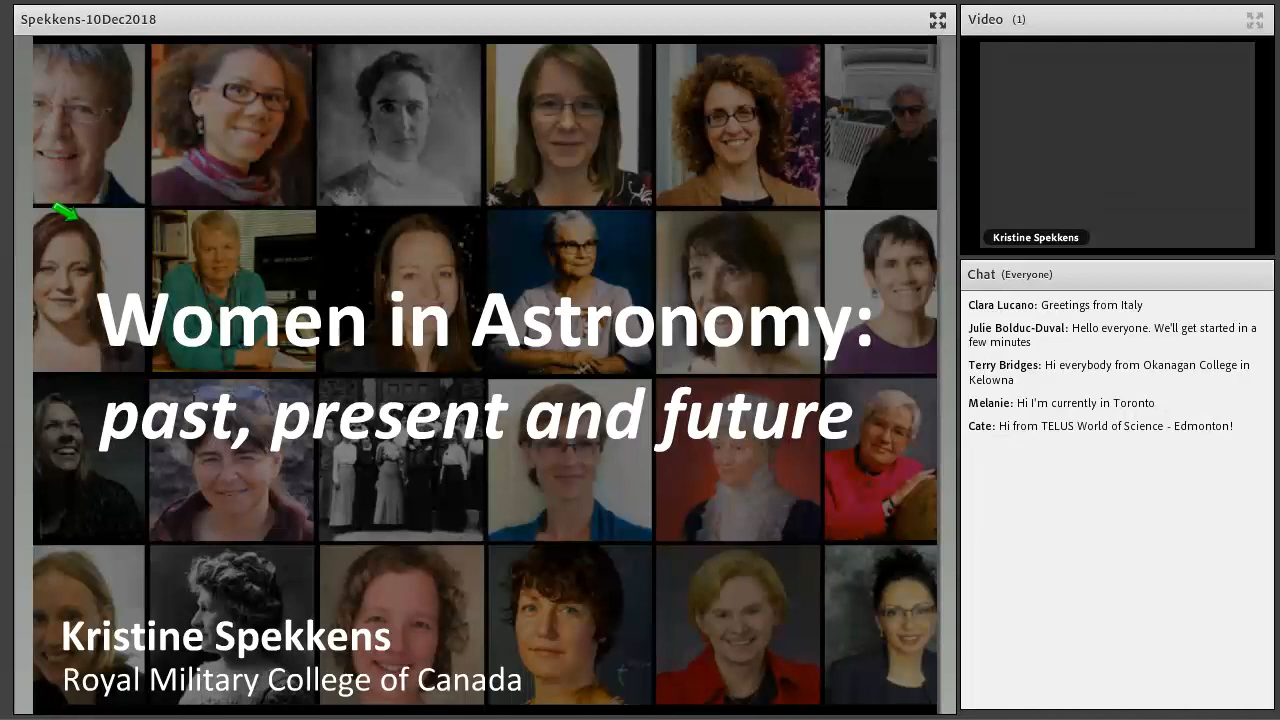 Spekkens-10Dec2018
Women in Astronomy:
past, present and future
Kristine Spekkens
Royal Military College of Canada
Video (1)
Kristine Spekkens
Chat (Everyone)
Clara Lucano: Greetings from Italy
Julie Bolduc-Duval: Hello everyone. We'll get started in a
few minutes
Terry Bridges: Hi everybody from Okanagan College in
Kelowna
Melanie: Hi I'm currently in Toronto
Cate: Hi from TELUS World of Science - Edmonton!